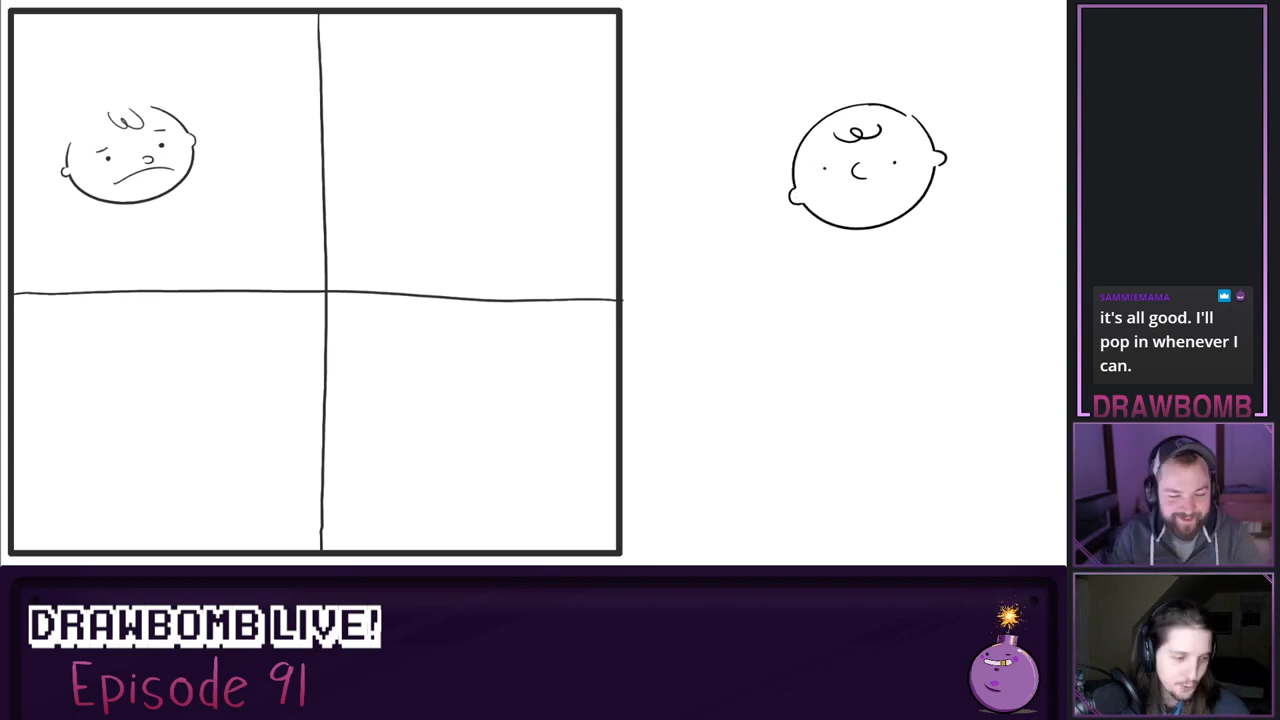 SAMMIEMAMA
it's all good. I'll
pop in whenever I
can.
DRAWBOMB
DRAWBOMB LIVE!
Episode 91